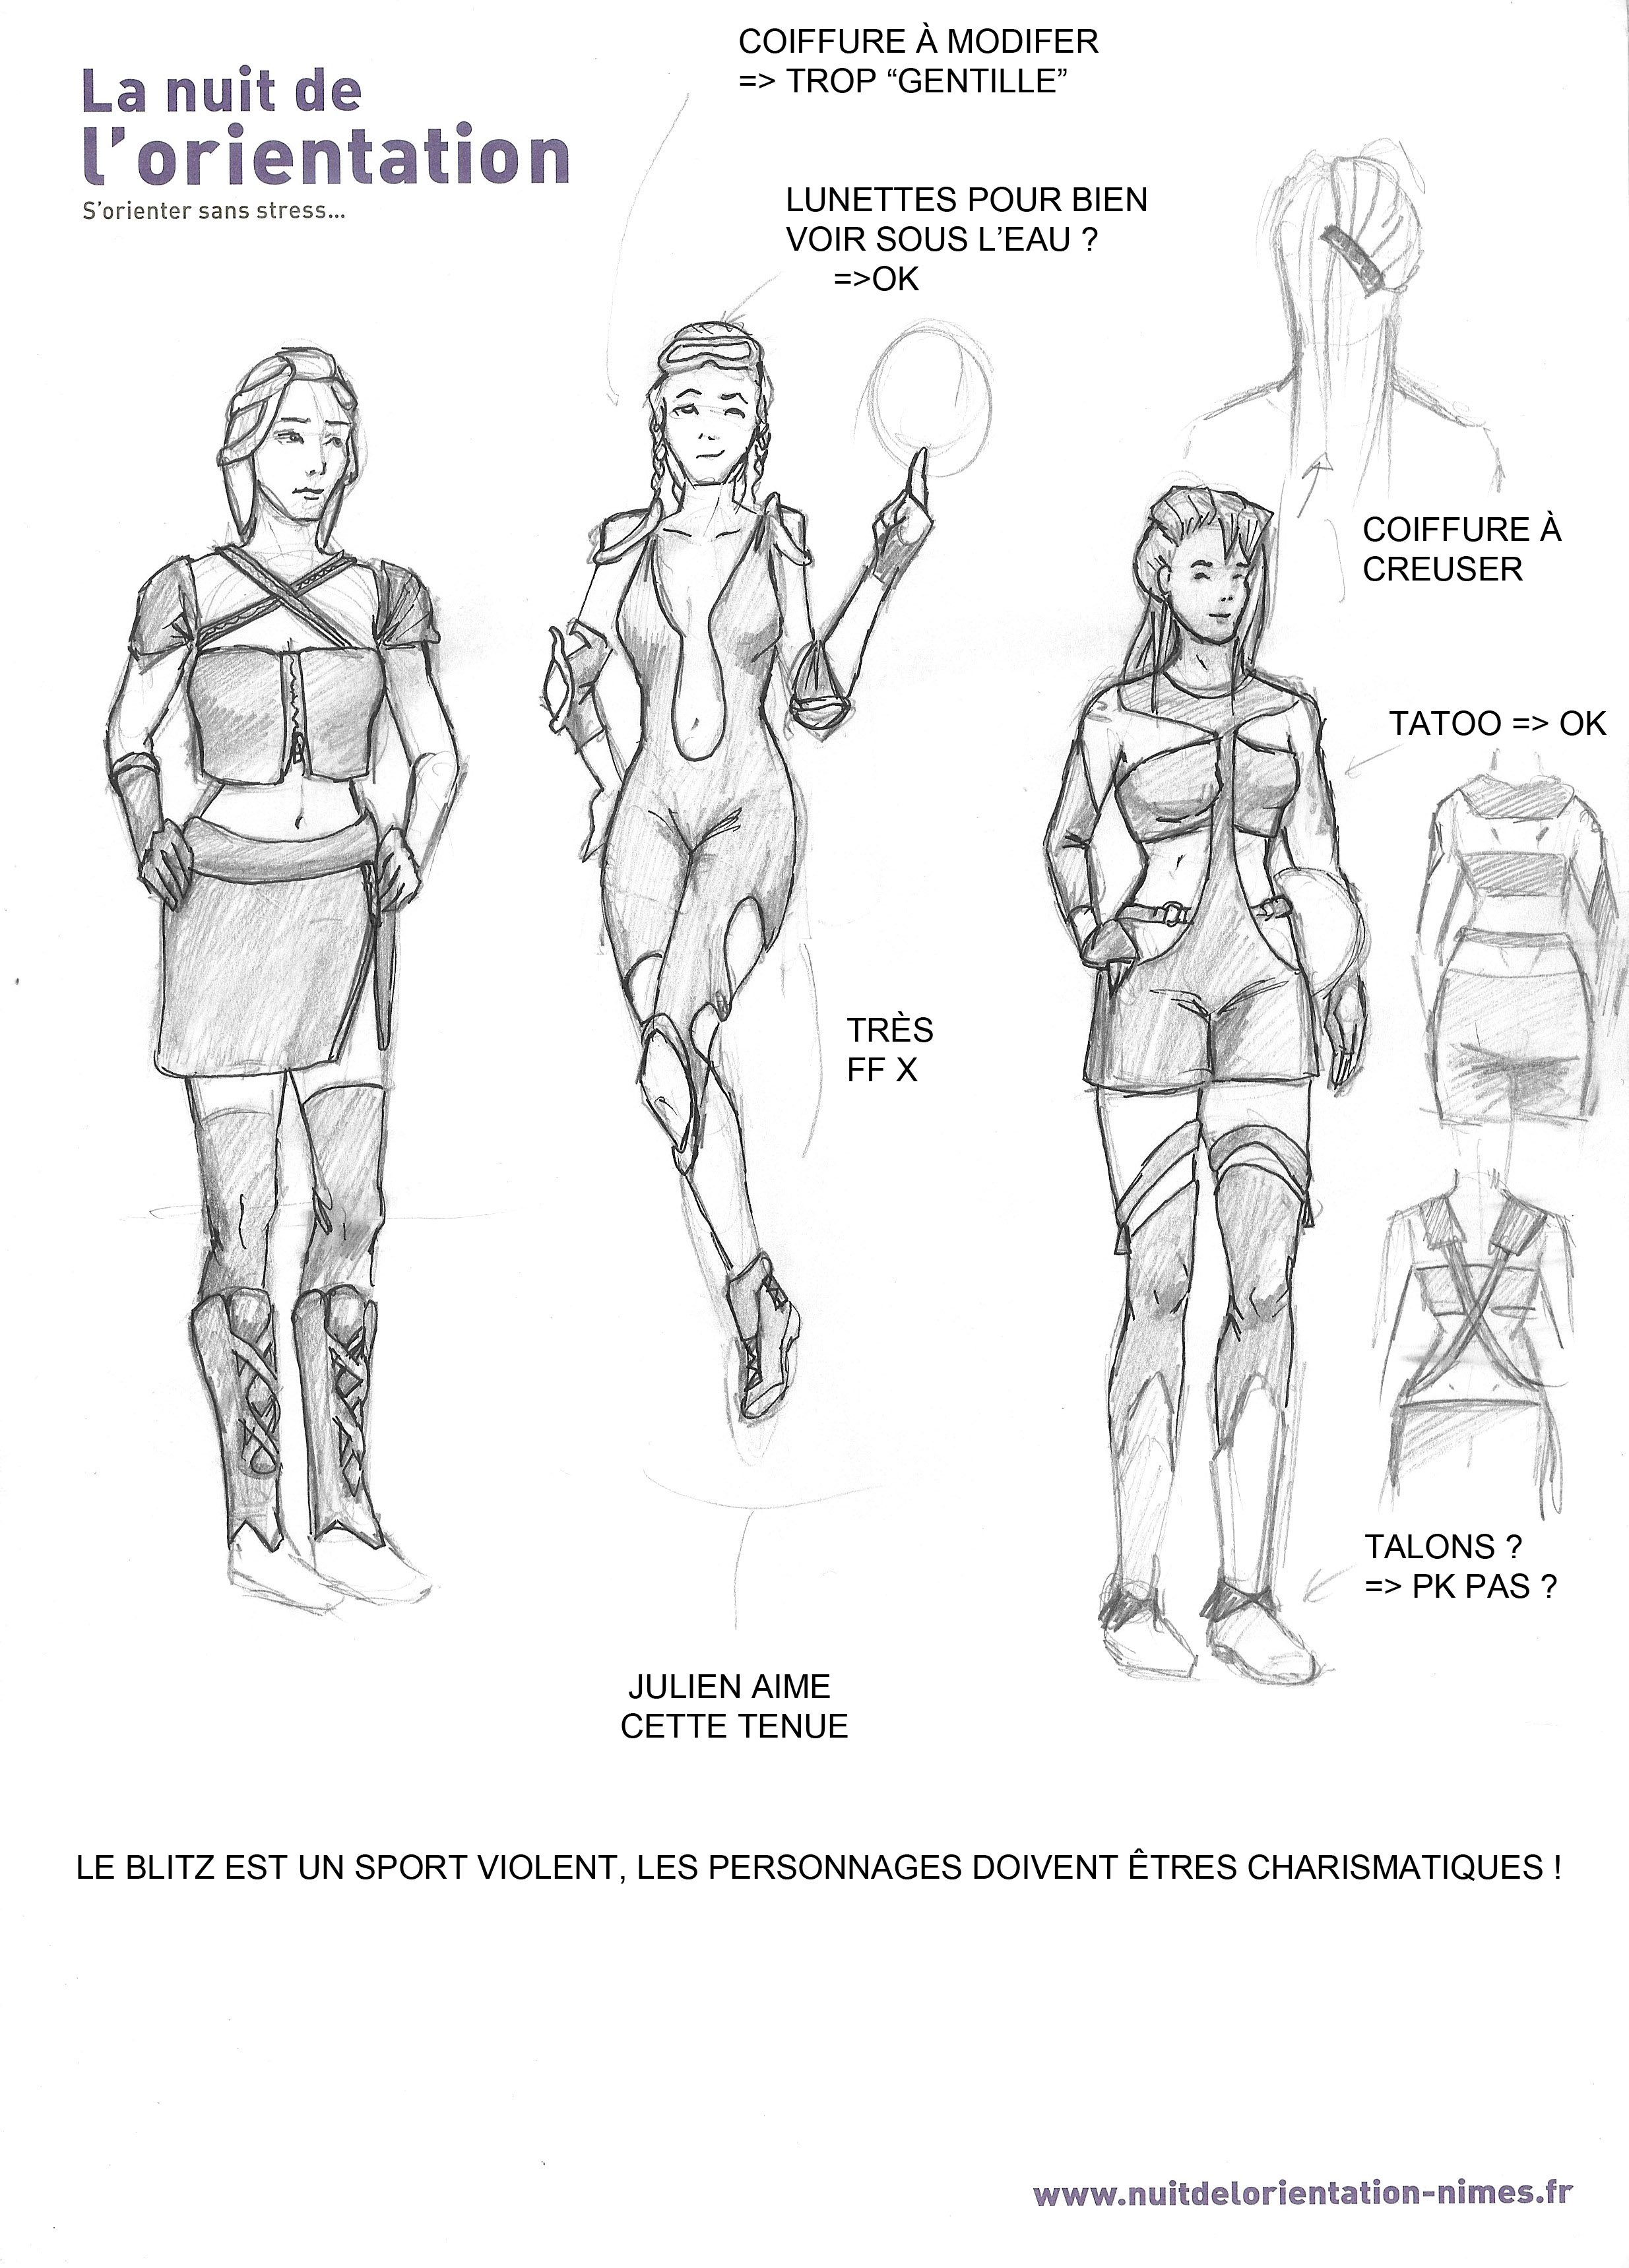 La nuit de
l'orientation
S'orienter sans stress...
COIFFURE À MODIFER
=> TROP “GENTILLE”
LUNETTES POUR BIEN
VOIR SOUS L’EAU ?
=>OK
COIFFURE À
CREUSER
TATOO => OK
TRÈS
FF X
TALONS ?
=> PK PAS ?
JULIEN AIME
CETTE TENUE
LE BLITZ EST UN SPORT VIOLENT, LES PERSONNAGES DOIVENT ÊTRES CHARISMATIQUES !
www.nuitdelorientation-nimes.fr